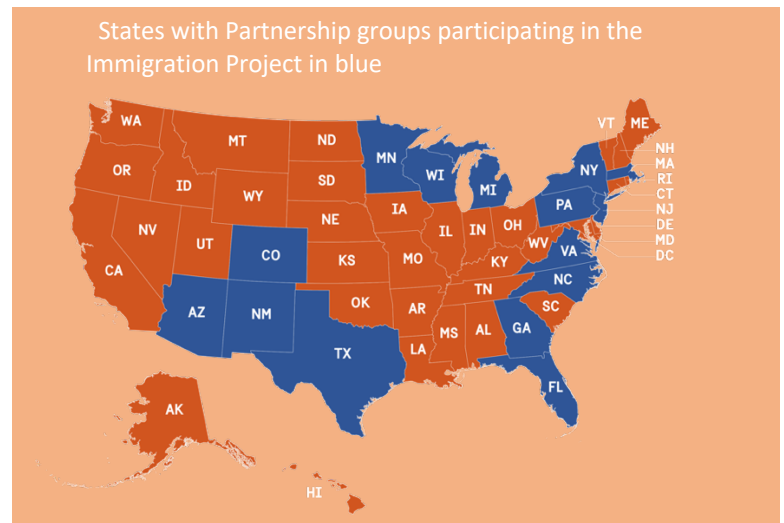 States with Partnership groups participating in the
Immigration Project in blue
WA
MT
ND
MN
VT
ME
OR
ID
SD
WI
MI
NY
NH
MA
RI
CT
NJ
DE
MD
DC
WY
NV
UT
NE
IA
PA
CO
IL
IN
OH
WV
VA
CA
KS
MO
KY
NC
AZ
NM
OK
AR
TN
SC
TX
LA
MS
AL
GA
FL
AK
HI